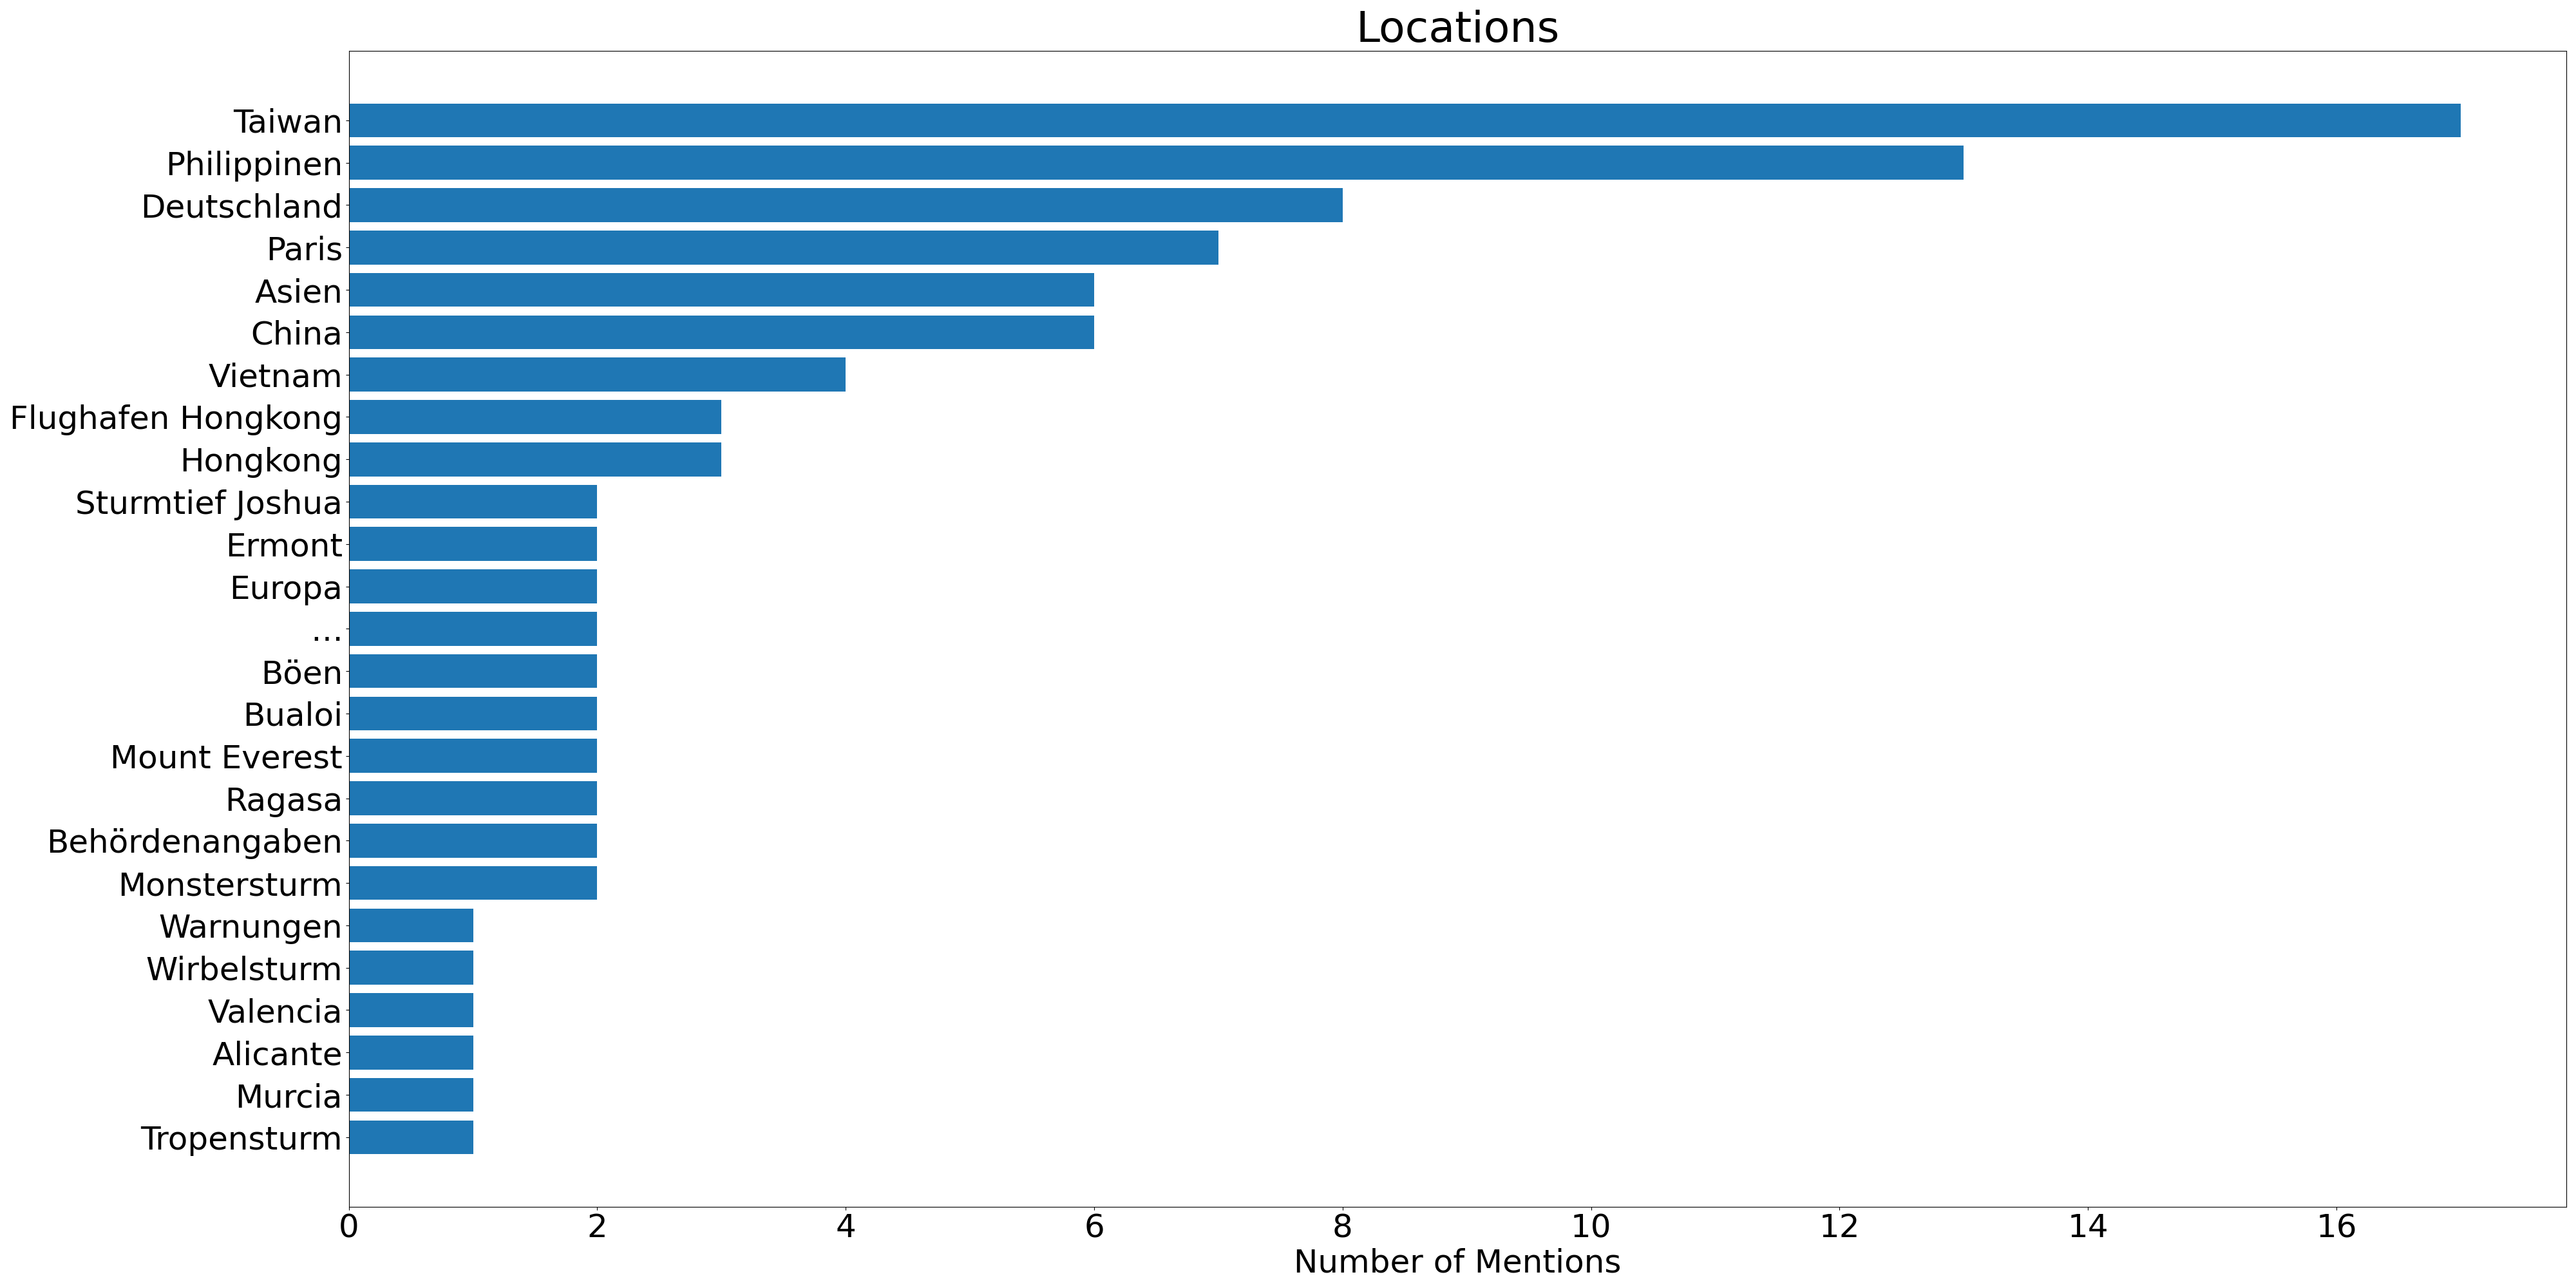 Locations
Taiwan
Philippinen
Deutschland
Paris
Asien
China
Vietnam
Flughafen Hongkong
Hongkong
Sturmtief Joshua
Ermont
Europa
...
Böen
Bualoi
Mount Everest
Ragasa
Behördenangaben
Monstersturm
Warnungen
Wirbelsturm
Valencia
Alicante
Murcia
Tropensturm
0 2 4 6 8 10 12 14 16
Number of Mentions